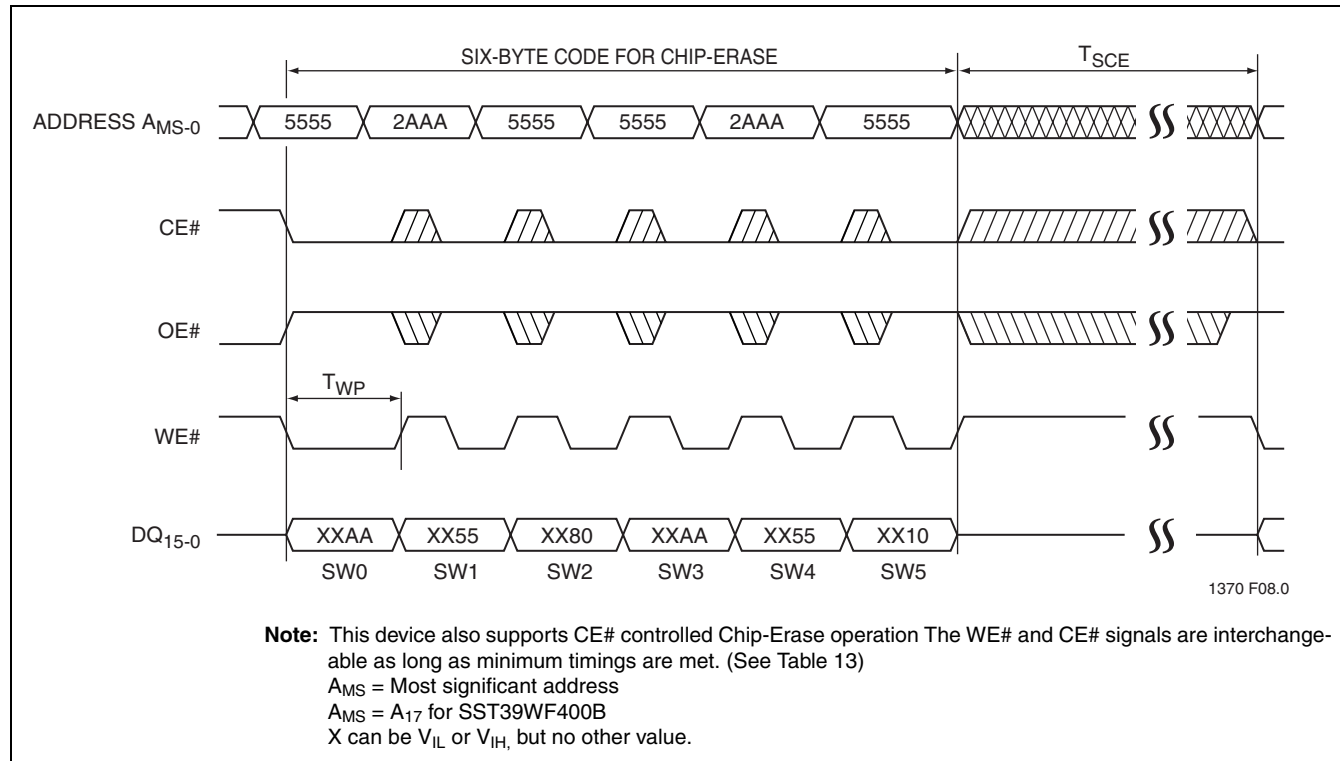 SIX-BYTE CODE FOR CHIP-ERASE TSCE
ADDRESS AMS-0 5555 2AAA 5555 5555 2AAA 5555
CE#
OE#
TWP
WE#
DQ15-0 XXAA XX55 XX80 XXAA XX55 XX10
SW0 SW1 SW2 SW3 SW4 SW5
1370 F08.0
Note: This device also supports CE# controlled Chip-Erase operation The WE# and CE# signals are interchange-
able as long as minimum timings are met. (See Table 13)
AMS = Most significant address
AMS = A17 for SST39WF400B
X can be VIL or VIH, but no other value.